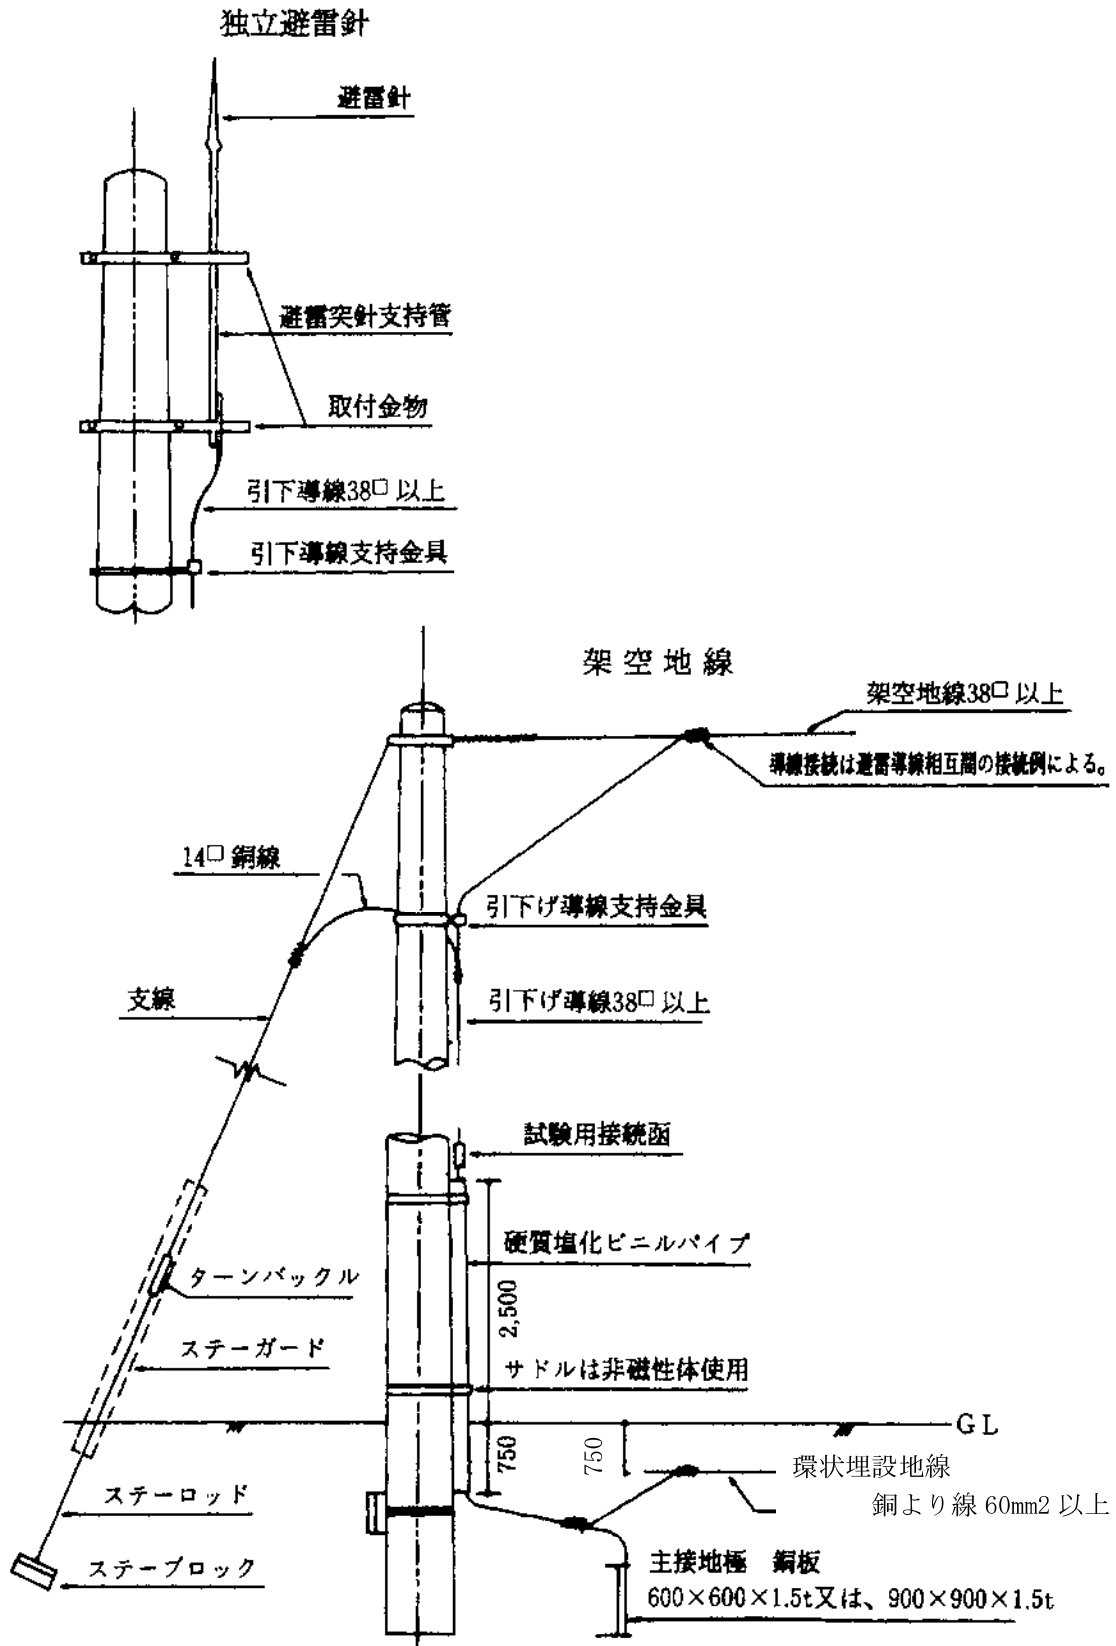 独立避雷針
避雷針
避雷突針支持管
取付金物
引下導線38□以上
引下導線支持金具
架空地線
架空地線38□以上
導線接続は避雷導線相互間の接続例による。
14□銅線
引下げ導線支持金具
支線
引下げ導線38□以上
試験用接続函
硬質塩化ビニルパイプ
ターンバックル
2,500
ステーガード
サドルは非磁性体使用
GL
750
750
環状埋設地線
ステーロッド
銅より線 60mm2 以上
ステーブロック
主接地極 銅板
600×600×1.5t又は、900×900×1.5t